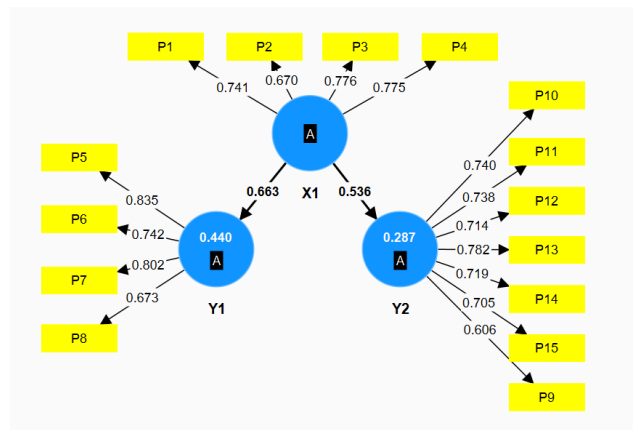 P1
P2
P3
P4
0.741
0.670
0.776
0.775
P10
A
0.740
P11
P5
0.738
X1
0.663
0.536
P12
0.835
0.714
P6
0.742
0.440
0.287
0.782
P13
A
A
0.802
0.719
P7
P14
0.673
Y1
Y2
0.705
0.606
P8
P15
P9